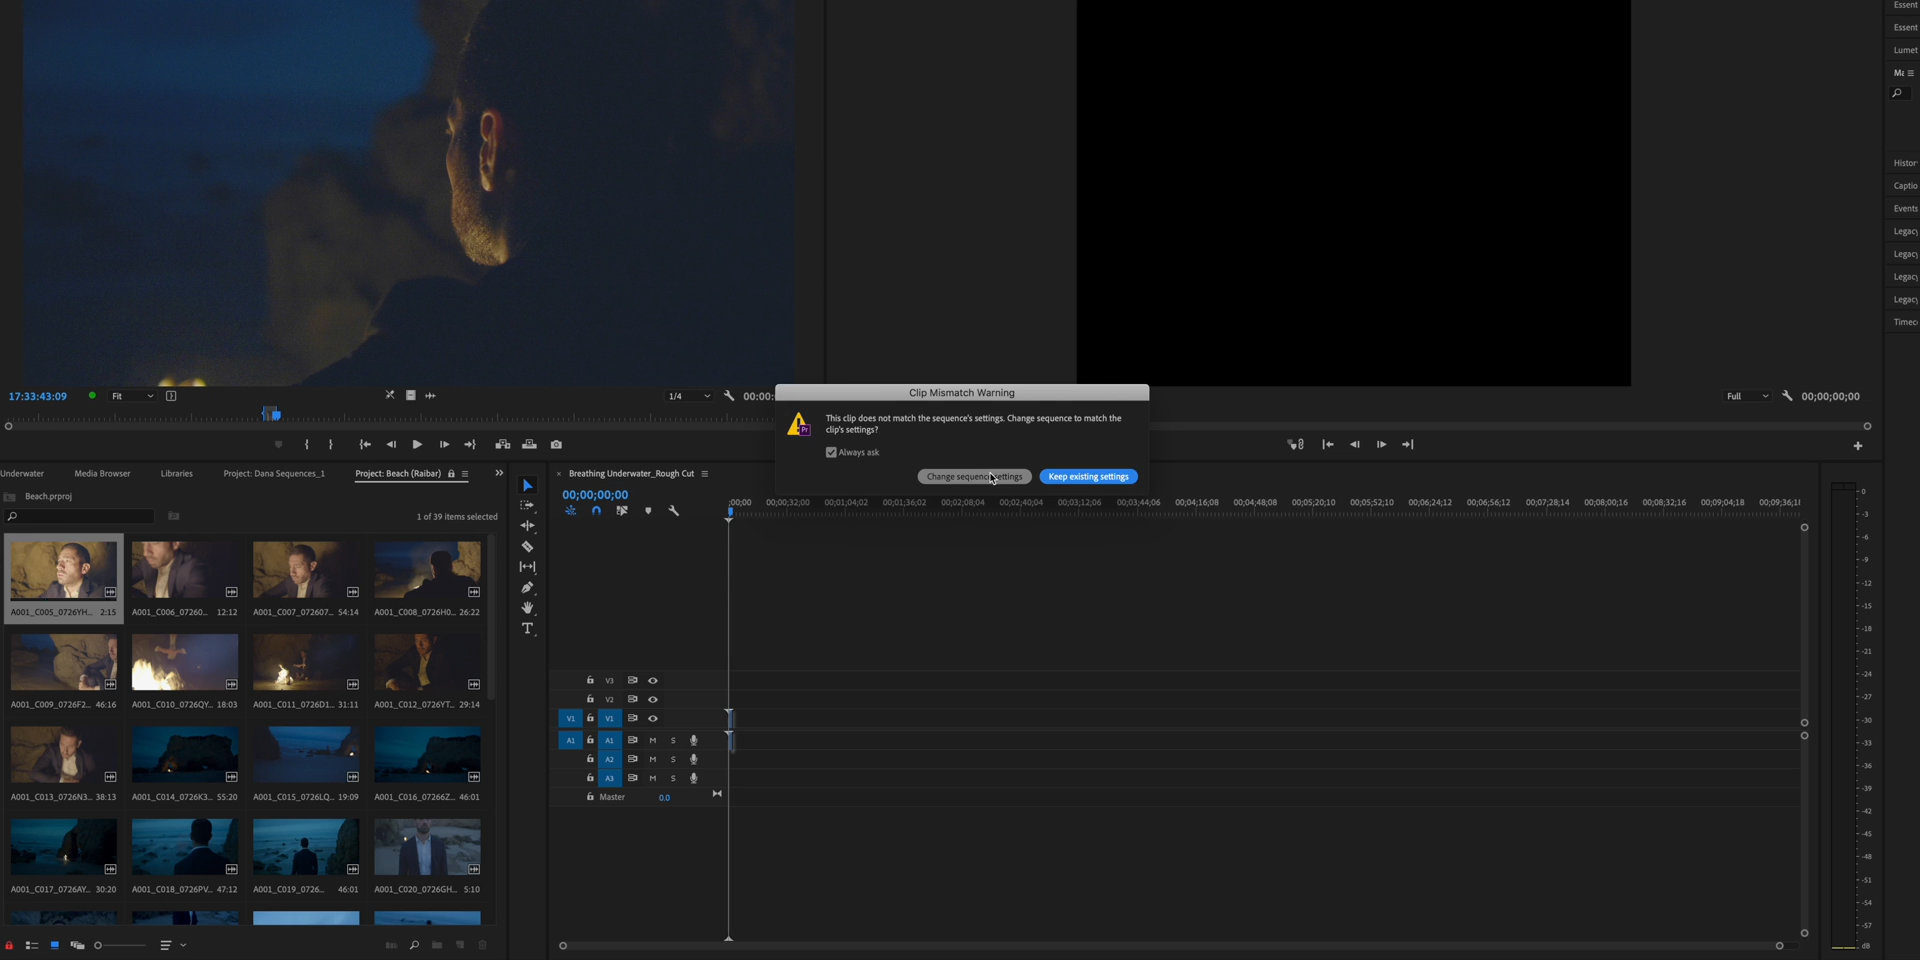 Essent
Essent
Lumet
Ma
Histor
Captio
Events
Legacy
Legacy
Legacy
Legacy
Timec
17:33:43:09
Fit
1/4
00:00:
Full
00;00;00;00
Clip Mismatch Warning
This clip does not match the sequence's settings. Change sequence to match the
clip's settings?
Pr
Always ask
Change sequence settings
Keep existing settings
Underwater
Media Browser
Libraries
Project: Dana Sequences_1
Project: Beach (Raibar)
Beach.prproj
1 of 39 items selected
A001_C005_0726YH... 2:15
A001_C006_07260... 12:12
A001_C007_072607... 54:14
A001_C008_0726H0... 26:22
A001_C009_0726F2... 46:16
A001_C010_0726QY... 18:03
A001_C011_0726D1... 31:11
A001_C012_0726YT... 29:14
A001_C013_0726N3... 38:13
A001_C014_0726K3... 55:20
A001_C015_0726LQ... 19:09
A001_C016_07266Z... 46:01
A001_C017_0726AY... 30:20
A001_C018_0726PV... 47:12
A001_C019_0726... 46:01
A001_C020_0726GH... 5:10
Breathing Underwater_Rough Cut
00;00;00;00
;00;00
00;00;32;00
00;01;04;02
00;01;36;02
00;02;08;04
00;02;40;04
00;03;12;06
00;03;44;06
00;04;16;08
00;04;48;08
00;05;20;10
00;05;52;10
00;06;24;12
00;06;56;12
00;07;28;14
00;08;00;16
00;08;32;16
00;09;04;18
00;09;36;18
V3
V2
V1 V1
A1 A1 M S
A2 M S
A3 M S
Master 0.0
T
0
-3
-6
-9
-12
-15
-18
-21
-24
-27
-30
-33
-36
-39
-42
-45
-48
-51
-54
-57
dB